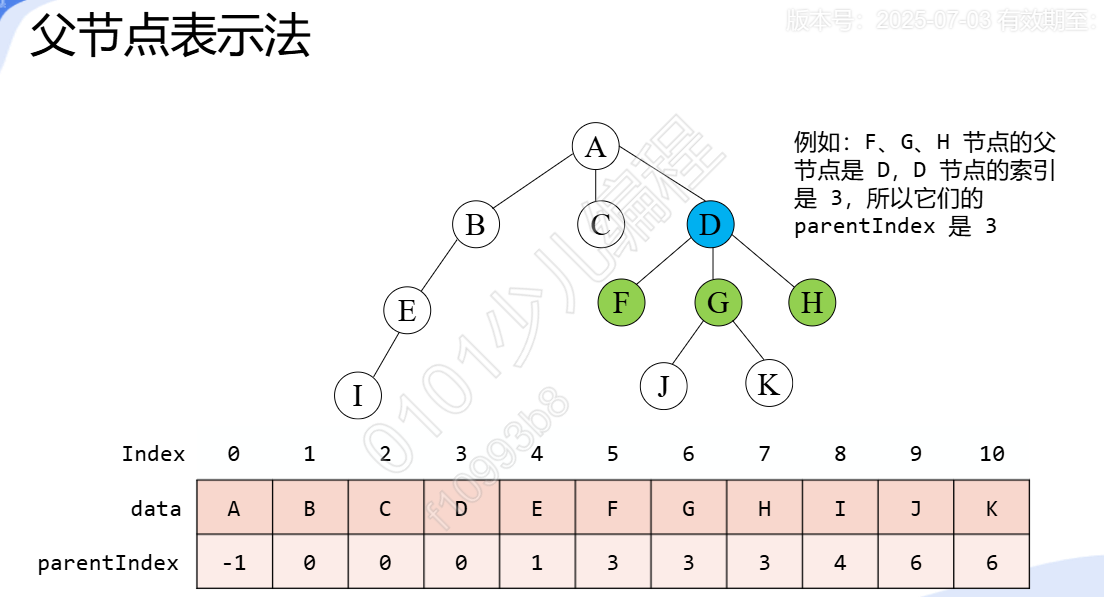 父节点表示法
版本号：2025-07-03 有效期至：
A
例如：F、G、H 节点的父
节点是 D，D 节点的索引
是 3，所以它们的
parentIndex 是 3
B C D
E F G H
I J K
0101少儿编程
f10993b8
Index 0 1 2 3 4 5 6 7 8 9 10
data A B C D E F G H I J K
parentIndex -1 0 0 0 1 3 3 3 4 6 6